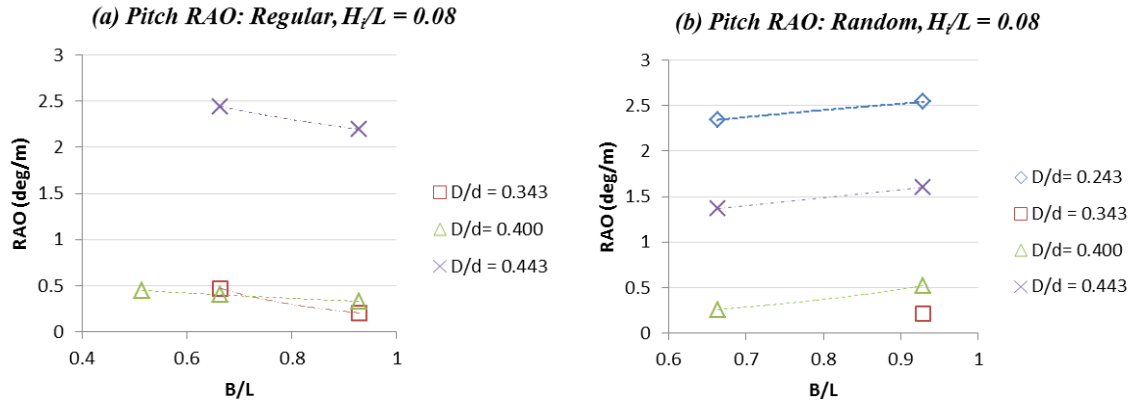 (a) Pitch RAO: Regular, Hᵢ/L = 0.08
3
2.5
2
1.5
1
0.5
0
RAO (deg/m)
0.4 0.6 0.8 1
B/L
D/d = 0.343
D/d= 0.400
D/d = 0.443
(b) Pitch RAO: Random, Hᵢ/L = 0.08
3
2.5
2
1.5
1
0.5
0
RAO (deg/m)
0.6 0.7 0.8 0.9 1
B/L
D/d= 0.243
D/d = 0.343
D/d= 0.400
D/d = 0.443